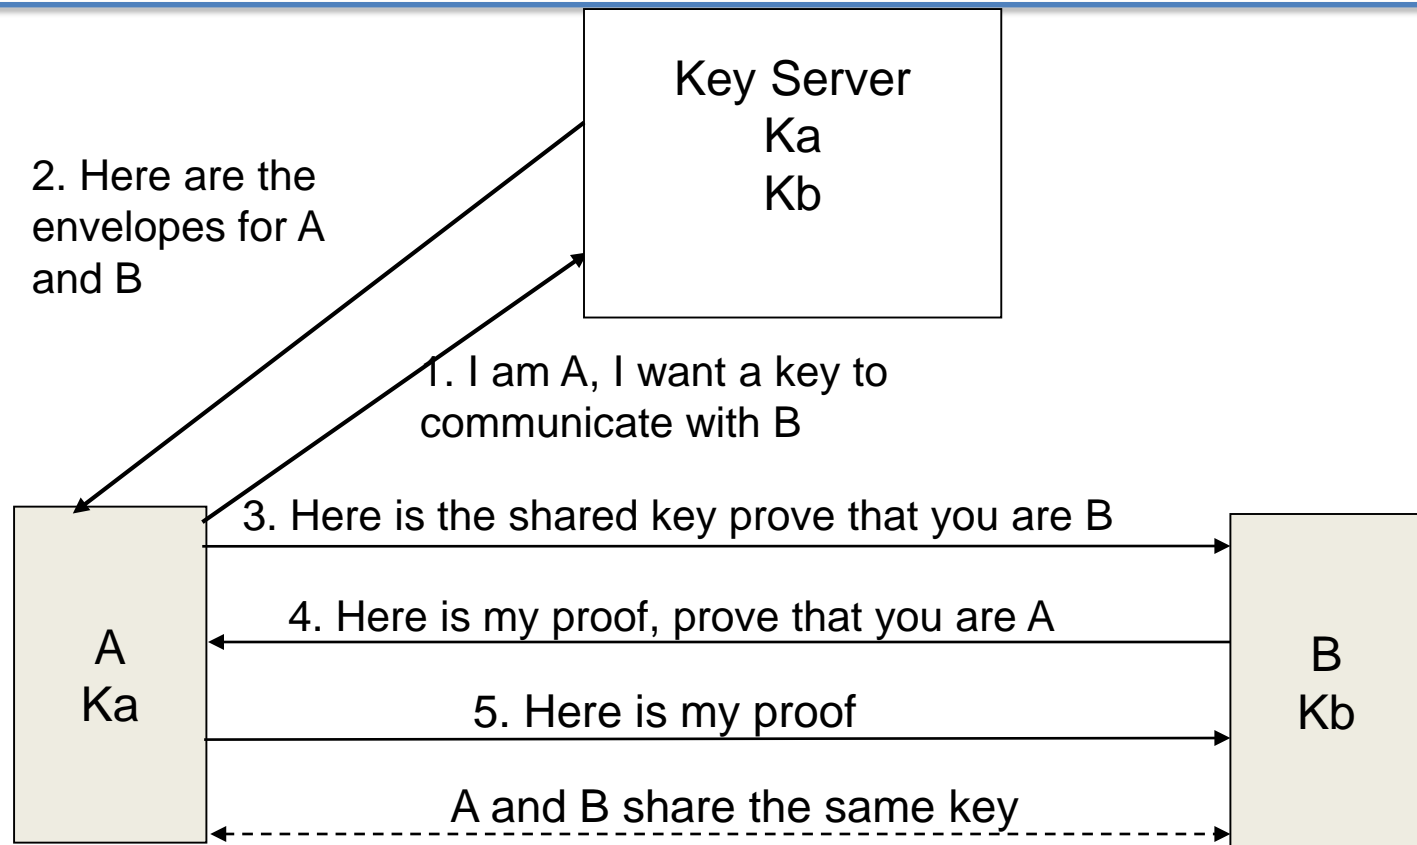 Key Server
Ka
Kb
2. Here are the
envelopes for A
and B
1. I am A, I want a key to
communicate with B
3. Here is the shared key prove that you are B
4. Here is my proof, prove that you are A
A
Ka
B
Kb
5. Here is my proof
A and B share the same key